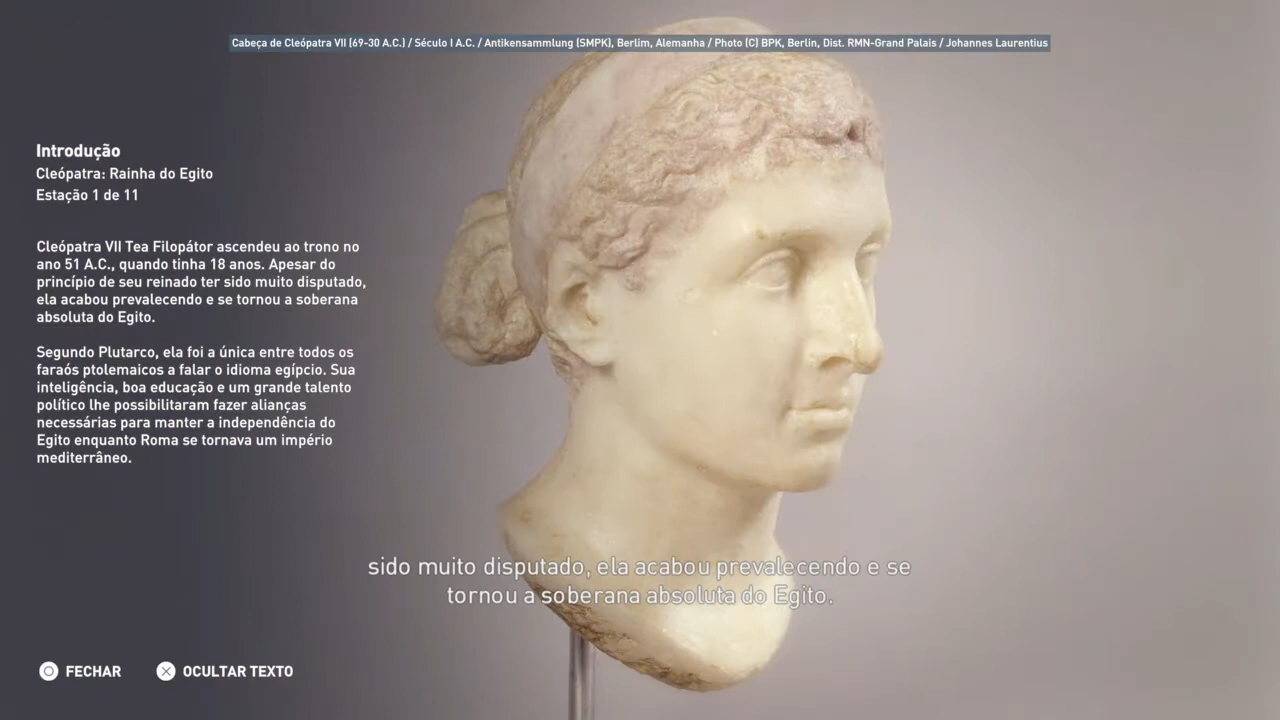 Cabeça de Cleópatra VII (69-30 A.C.) / Século I A.C. / Antikensammlung (SMPK), Berlim, Alemanha / Photo (C) BPK, Berlin, Dist. RMN-Grand Palais / Johannes Laurentius
Introdução
Cleópatra: Rainha do Egito
Estação 1 de 11
Cleópatra VII Tea Filopátor ascendeu ao trono no
ano 51 A.C., quando tinha 18 anos. Apesar do
princípio de seu reinado ter sido muito disputado,
ela acabou prevalecendo e se tornou a soberana
absoluta do Egito.
Segundo Plutarco, ela foi a única entre todos os
faraós ptolemaicos a falar o idioma egípcio. Sua
inteligência, boa educação e um grande talento
político lhe possibilitaram fazer alianças
necessárias para manter a independência do
Egito enquanto Roma se tornava um império
mediterrâneo.
sido muito disputado, ela acabou prevalecendo e se
tornou a soberana absoluta do Egito.
FECHAR
OCULTAR TEXTO